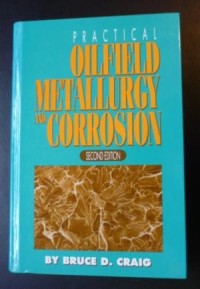 PRACTICAL
OILFIELD
METALLURGY
AND CORROSION
SECOND EDITION
BY BRUCE D. CRAIG